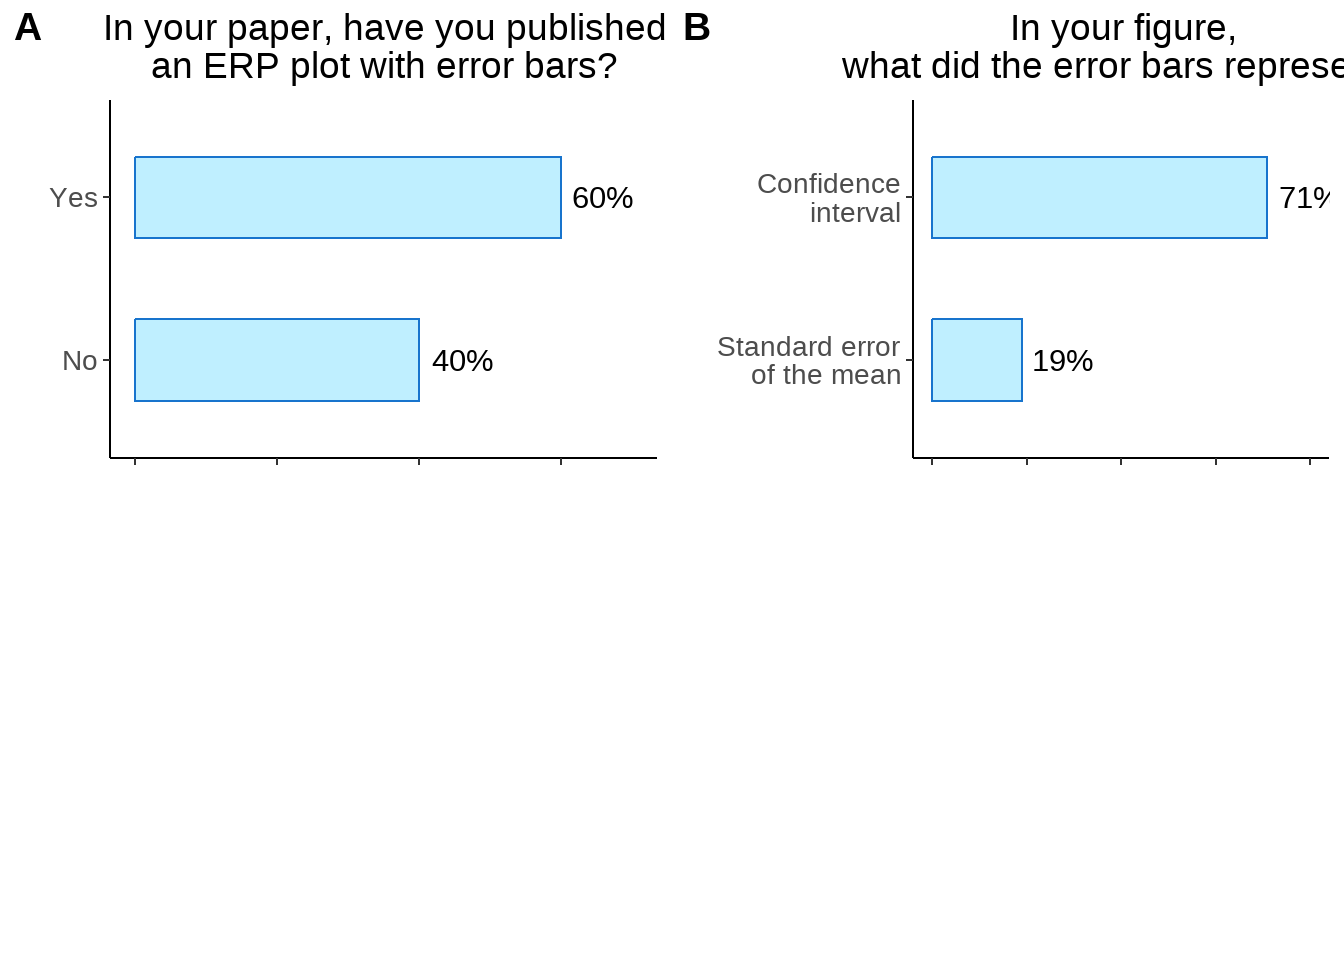 A
In your paper, have you published
an ERP plot with error bars?
Yes
60%
No
40%
B
In your figure,
what did the error bars represe
Confidence
interval
71%
Standard error
of the mean
19%